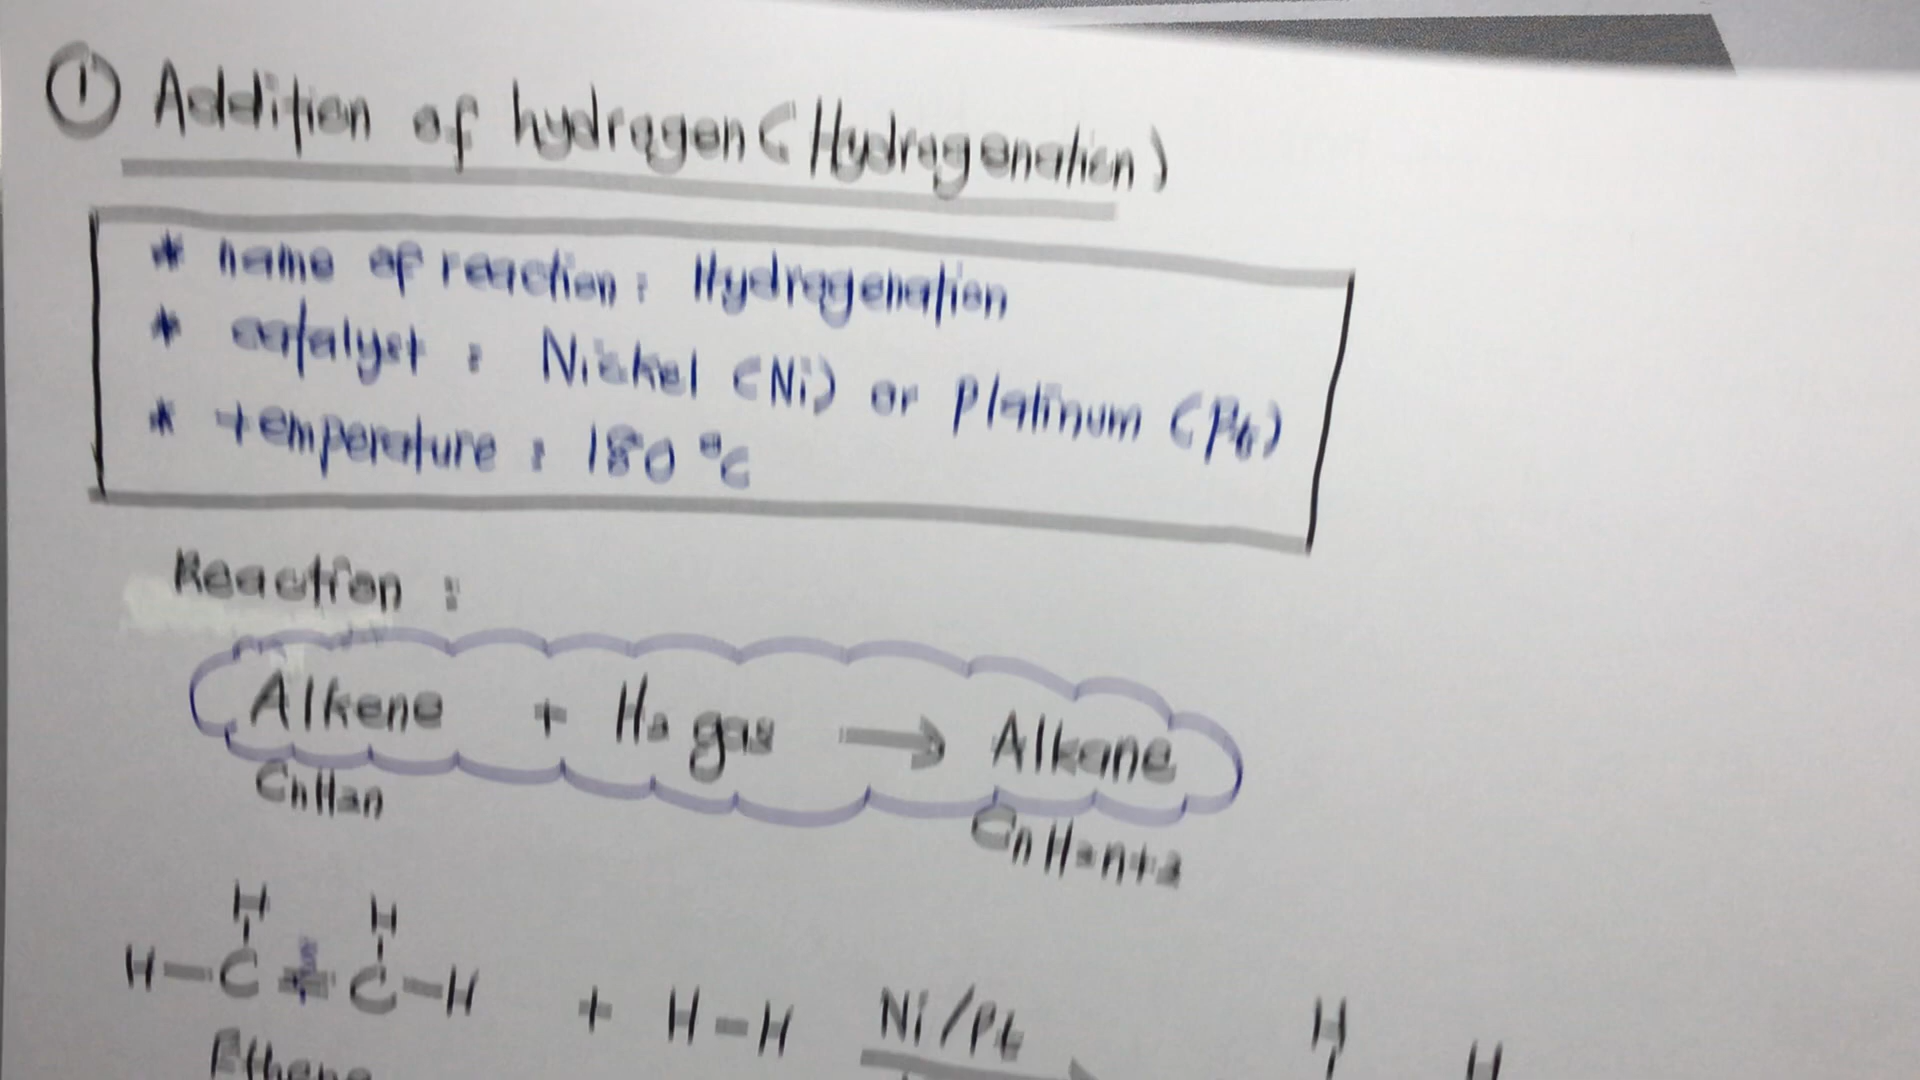 ① Addition of hydrogen (Hydrogenation)
* name of reaction : Hydrogenation
* catalyst : Nickel (Ni) or Platinum (Pt)
* temperature : 180 °C
Reaction :
Alkene + H₂ gas → Alkane
CₙH₂ₙ CₙH₂ₙ₊₂
H H
H–C=C–H + H–H Ni/Pt H H